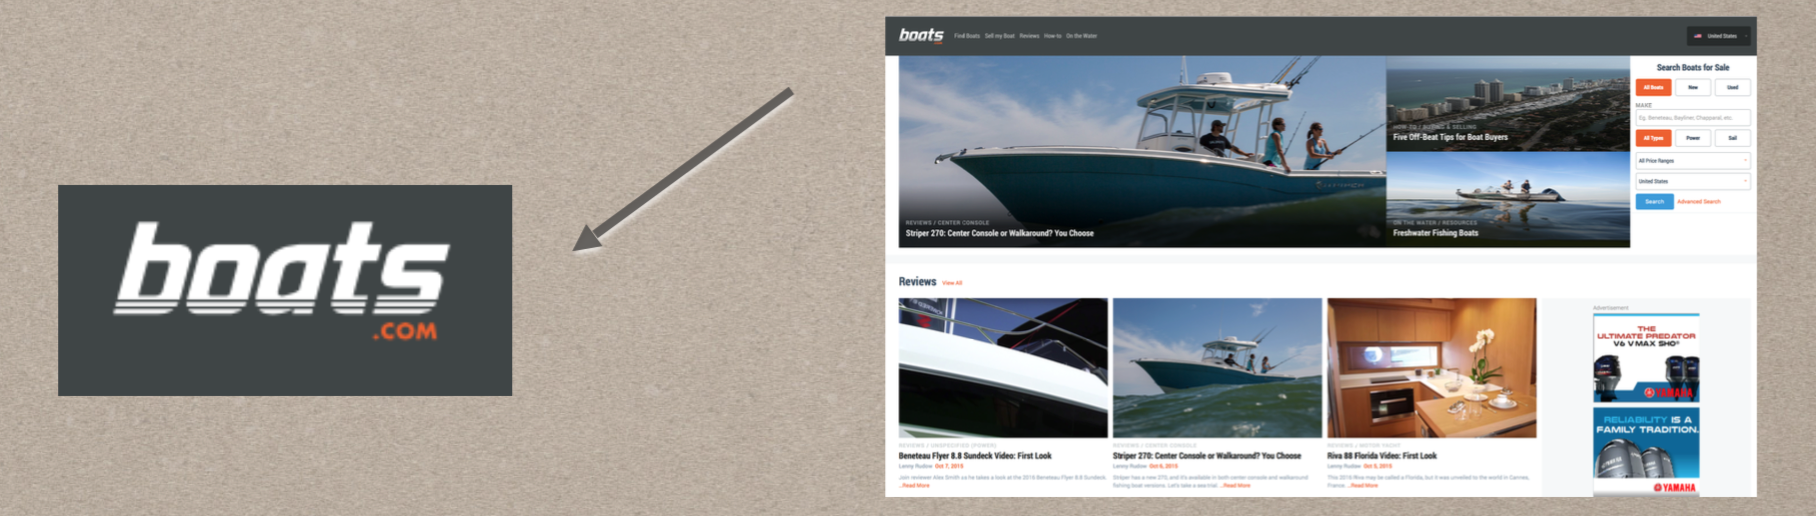 boats
.COM
boats
.com
Find Boats Sell my Boat Reviews How to On the Water
United States
HOW-TO / BUYING & SELLING
Five Off-Beat Tips for Boat Buyers
REVIEWS / CENTER CONSOLE
Striper 270: Center Console or Walkaround? You Choose
ON THE WATER / RESOURCES
Freshwater Fishing Boats
Search Boats for Sale
All Boats New Used
MAKE
Eg. Beneteau, Bayliner, Chapparal, etc.
All Types Power Sail
All Price Ranges
United States
Search Advanced Search
Reviews View All
REVIEWS / UNSPECIFIED (POWER)
Beneteau Flyer 8.8 Sundeck Video: First Look
Lenny Rudow Oct 7, 2015
Join reviewer Alex Smith as he takes a look at the 2016 Beneteau Flyer 8.8 Sundeck.
...Read More
REVIEWS / CENTER CONSOLE
Striper 270: Center Console or Walkaround? You Choose
Lenny Rudow Oct 6, 2015
Striper has a new 270, and it's available in both center console and walkaround
fishing boat versions. Let's take a sea trial. ...Read More
REVIEWS / MOTOR YACHT
Riva 88 Florida Video: First Look
Lenny Rudow Oct 5, 2015
This 2016 Riva may be called a Florida, but it was unveiled to the world in Cannes,
France. ...Read More
Advertisement
THE
ULTIMATE PREDATOR
V6 V MAX SHO®
YAMAHA
RELIABILITY IS A
FAMILY TRADITION.
YAMAHA